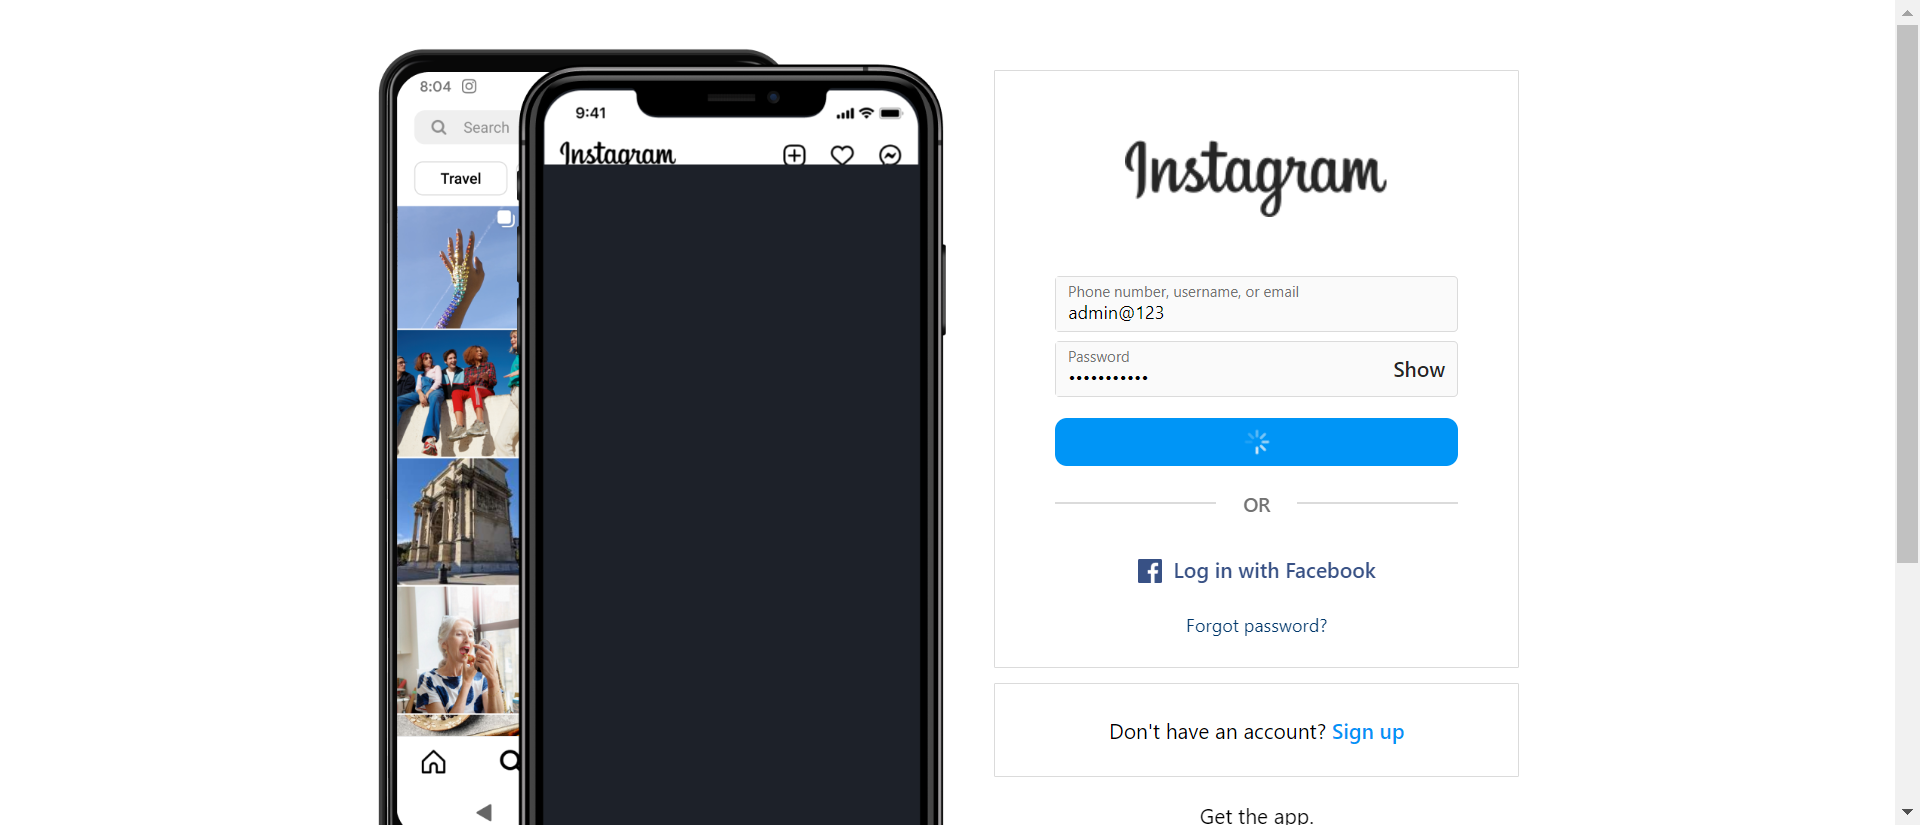 8:04
Search
Travel
9:41
Instagram
Instagram
Phone number, username, or email
admin@123
Password
•••••••••••
Show
OR
Log in with Facebook
Forgot password?
Don't have an account? Sign up
Get the app.